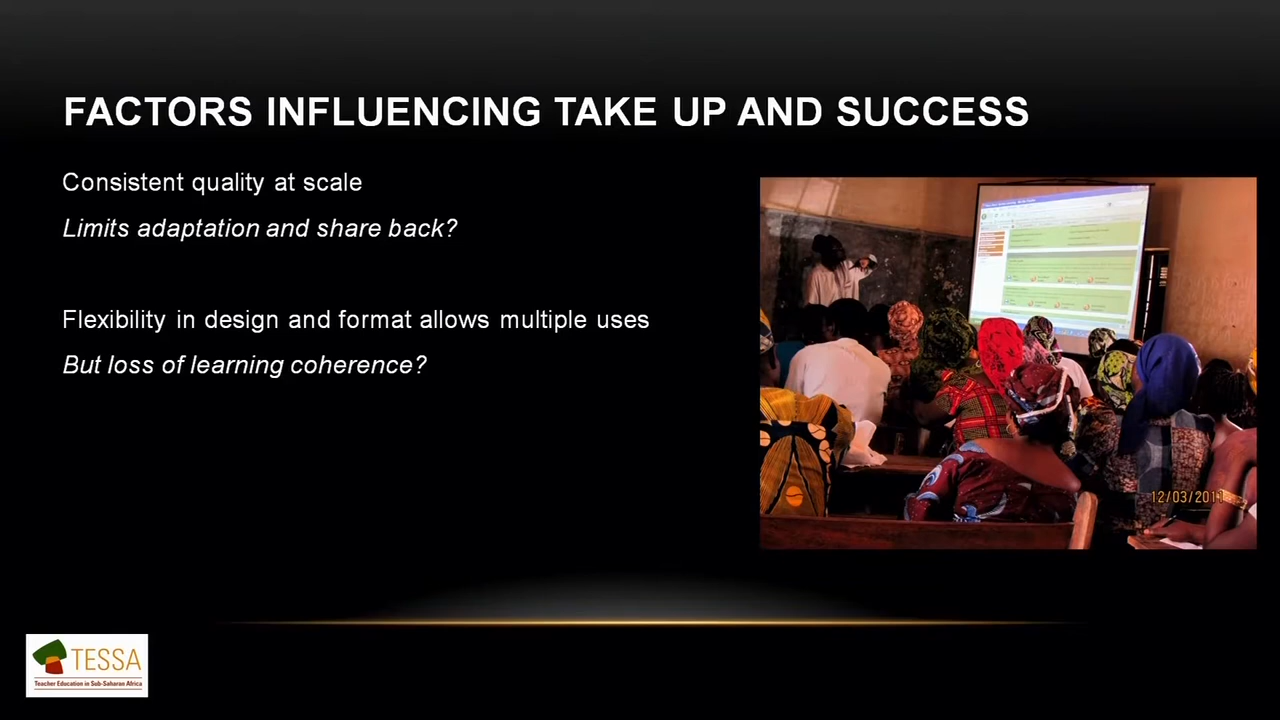 FACTORS INFLUENCING TAKE UP AND SUCCESS
Consistent quality at scale
Limits adaptation and share back?
Flexibility in design and format allows multiple uses
But loss of learning coherence?
12/03/2011
TESSA
Teacher Education in Sub-Saharan Africa